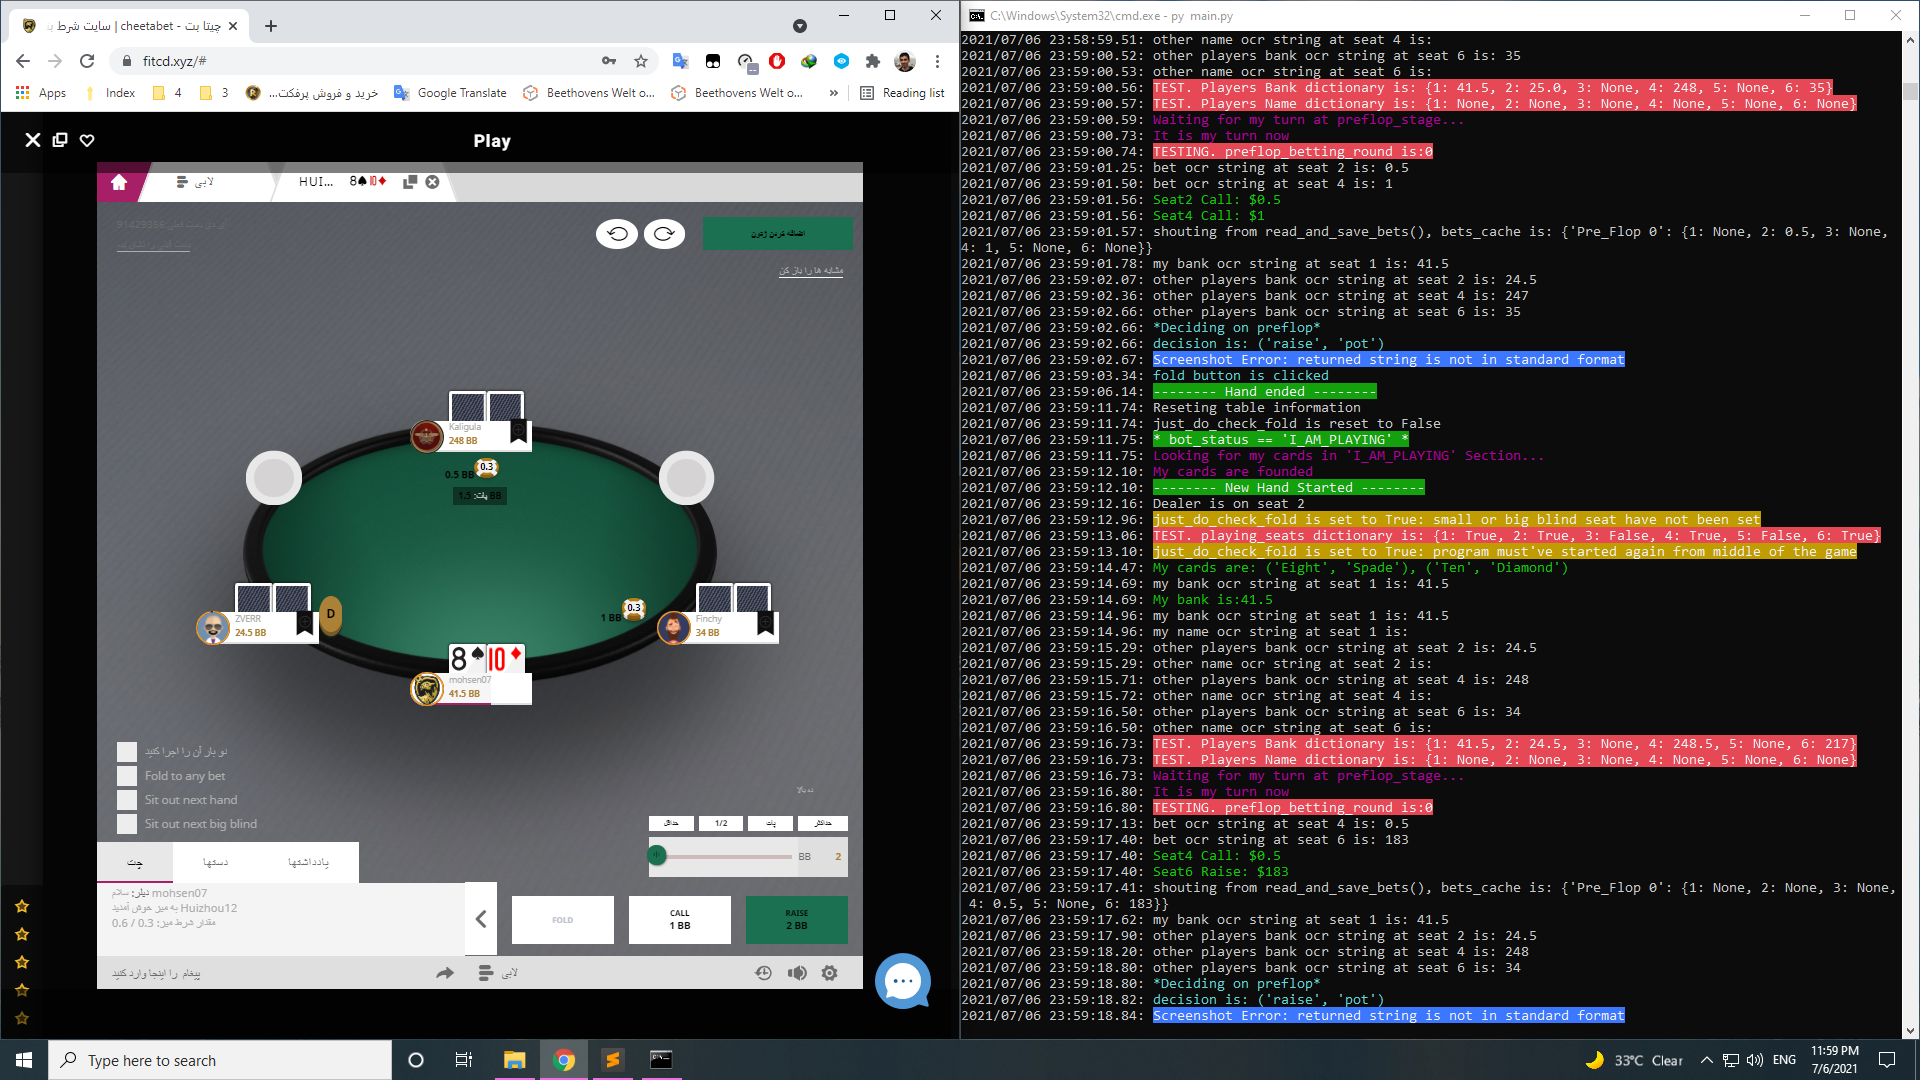 چیتا بت - cheetabet | سایت شرط ب
fitcd.xyz/#
Apps
Index
4
3
خرید و فروش پرفکت...
Google Translate
Beethovens Welt o...
Beethovens Welt o...
»
Reading list
Play
لابی
HUI...
8♠10♦
91429356
دست قبلی را نشان بده
اضافه کردن ژتون
مشابه ها را باز کن
Kaligula
248 BB
0.5 BB
0.3
پات: 1.5 BB
ZVERR
24.5 BB
D
1 BB
0.3
Finchy
34 BB
8♠
10♦
mohsen07
41.5 BB
دو بار آن را اجرا کنید
Fold to any bet
Sit out next hand
Sit out next big blind
حداقل
1/2
پات
حداکثر
BB
2
چت
دستها
یادداشتها
دیلر: سلام mohsen07
به میز خوش آمدید Huizhou12
مقدار شرط میز: 0.3 / 0.6
FOLD
CALL
1 BB
RAISE
2 BB
پیغام را اینجا وارد کنید
لابی
C:\Windows\System32\cmd.exe - py  main.py
2021/07/06 23:58:59.51: other name ocr string at seat 4 is:
2021/07/06 23:59:00.52: other players bank ocr string at seat 6 is: 35
2021/07/06 23:59:00.53: other name ocr string at seat 6 is:
2021/07/06 23:59:00.56: TEST. Players Bank dictionary is: {1: 41.5, 2: 25.0, 3: None, 4: 248, 5: None, 6: 35}
2021/07/06 23:59:00.57: TEST. Players Name dictionary is: {1: None, 2: None, 3: None, 4: None, 5: None, 6: None}
2021/07/06 23:59:00.59: Waiting for my turn at preflop_stage...
2021/07/06 23:59:00.73: It is my turn now
2021/07/06 23:59:00.74: TESTING. preflop_betting_round is:0
2021/07/06 23:59:01.25: bet ocr string at seat 2 is: 0.5
2021/07/06 23:59:01.50: bet ocr string at seat 4 is: 1
2021/07/06 23:59:01.56: Seat2 Call: $0.5
2021/07/06 23:59:01.56: Seat4 Call: $1
2021/07/06 23:59:01.57: shouting from read_and_save_bets(), bets_cache is: {'Pre_Flop 0': {1: None, 2: 0.5, 3: None,
4: 1, 5: None, 6: None}}
2021/07/06 23:59:01.78: my bank ocr string at seat 1 is: 41.5
2021/07/06 23:59:02.07: other players bank ocr string at seat 2 is: 24.5
2021/07/06 23:59:02.36: other players bank ocr string at seat 4 is: 247
2021/07/06 23:59:02.66: other players bank ocr string at seat 6 is: 35
2021/07/06 23:59:02.66: *Deciding on preflop*
2021/07/06 23:59:02.66: decision is: ('raise', 'pot')
2021/07/06 23:59:02.67: Screenshot Error: returned string is not in standard format
2021/07/06 23:59:03.34: fold button is clicked
2021/07/06 23:59:06.14: -------- Hand ended --------
2021/07/06 23:59:11.74: Reseting table information
2021/07/06 23:59:11.74: just_do_check_fold is reset to False
2021/07/06 23:59:11.75: * bot_status == 'I_AM_PLAYING' *
2021/07/06 23:59:11.75: Looking for my cards in 'I_AM_PLAYING' Section...
2021/07/06 23:59:12.10: My cards are founded
2021/07/06 23:59:12.10: -------- New Hand Started --------
2021/07/06 23:59:12.16: Dealer is on seat 2
2021/07/06 23:59:12.96: just_do_check_fold is set to True: small or big blind seat have not been set
2021/07/06 23:59:13.06: TEST. playing_seats dictionary is: {1: True, 2: True, 3: False, 4: True, 5: False, 6: True}
2021/07/06 23:59:13.10: just_do_check_fold is set to True: program must've started again from middle of the game
2021/07/06 23:59:14.47: My cards are: ('Eight', 'Spade'), ('Ten', 'Diamond')
2021/07/06 23:59:14.69: my bank ocr string at seat 1 is: 41.5
2021/07/06 23:59:14.69: My bank is:41.5
2021/07/06 23:59:14.96: my bank ocr string at seat 1 is: 41.5
2021/07/06 23:59:14.96: my name ocr string at seat 1 is:
2021/07/06 23:59:15.29: other players bank ocr string at seat 2 is: 24.5
2021/07/06 23:59:15.29: other name ocr string at seat 2 is:
2021/07/06 23:59:15.71: other players bank ocr string at seat 4 is: 248
2021/07/06 23:59:15.72: other name ocr string at seat 4 is:
2021/07/06 23:59:16.50: other players bank ocr string at seat 6 is: 34
2021/07/06 23:59:16.50: other name ocr string at seat 6 is:
2021/07/06 23:59:16.73: TEST. Players Bank dictionary is: {1: 41.5, 2: 24.5, 3: None, 4: 248.5, 5: None, 6: 217}
2021/07/06 23:59:16.73: TEST. Players Name dictionary is: {1: None, 2: None, 3: None, 4: None, 5: None, 6: None}
2021/07/06 23:59:16.73: Waiting for my turn at preflop_stage...
2021/07/06 23:59:16.80: It is my turn now
2021/07/06 23:59:16.80: TESTING. preflop_betting_round is:0
2021/07/06 23:59:17.13: bet ocr string at seat 4 is: 0.5
2021/07/06 23:59:17.40: bet ocr string at seat 6 is: 183
2021/07/06 23:59:17.40: Seat4 Call: $0.5
2021/07/06 23:59:17.40: Seat6 Raise: $183
2021/07/06 23:59:17.41: shouting from read_and_save_bets(), bets_cache is: {'Pre_Flop 0': {1: None, 2: None, 3: None,
4: 0.5, 5: None, 6: 183}}
2021/07/06 23:59:17.62: my bank ocr string at seat 1 is: 41.5
2021/07/06 23:59:17.90: other players bank ocr string at seat 2 is: 24.5
2021/07/06 23:59:18.20: other players bank ocr string at seat 4 is: 248
2021/07/06 23:59:18.80: other players bank ocr string at seat 6 is: 34
2021/07/06 23:59:18.80: *Deciding on preflop*
2021/07/06 23:59:18.82: decision is: ('raise', 'pot')
2021/07/06 23:59:18.84: Screenshot Error: returned string is not in standard format
Type here to search
33°C Clear
ENG
11:59 PM
7/6/2021